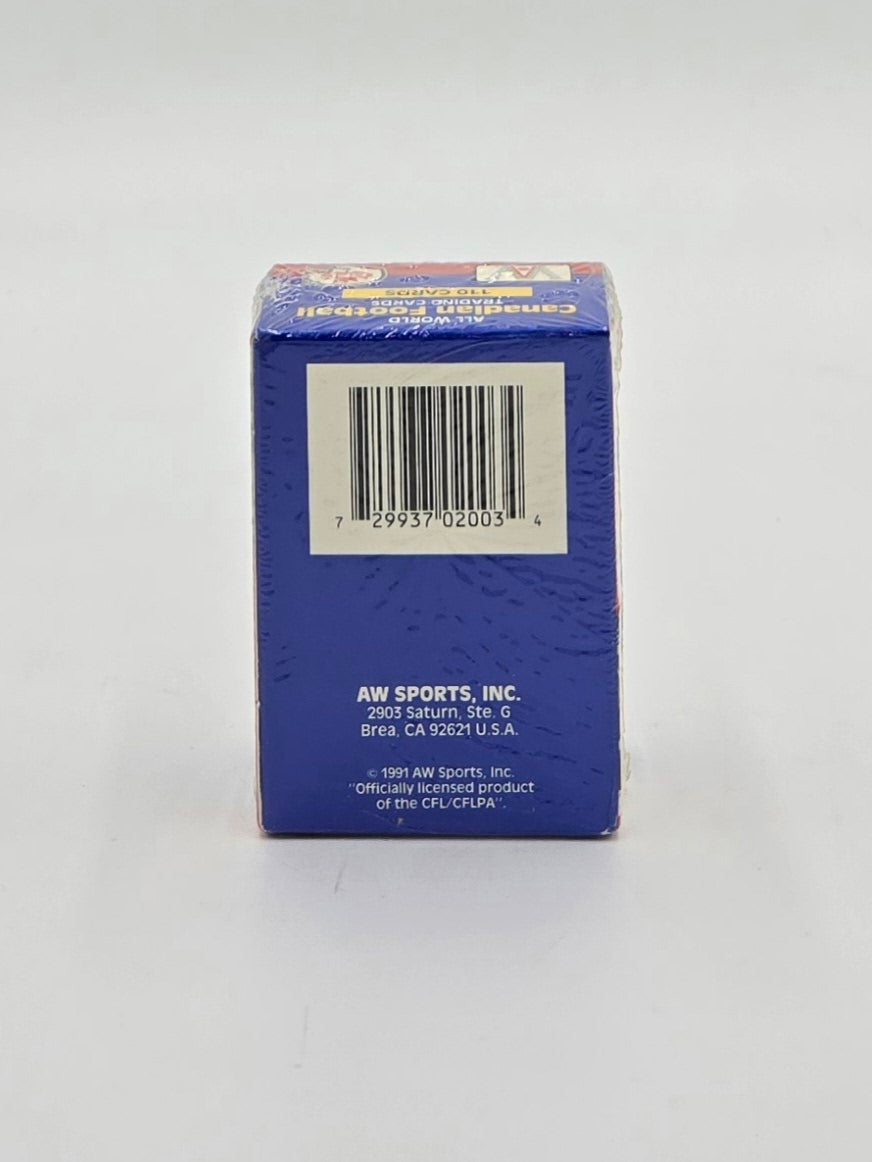 110 CARDS
TRADING CARDS
Canadian Football
ALL WORLD
7 29937 02003 4
AW SPORTS, INC.
2903 Saturn, Ste. G
Brea, CA 92621 U.S.A.
© 1991 AW Sports, Inc.
"Officially licensed product
of the CFL/CFLPA".